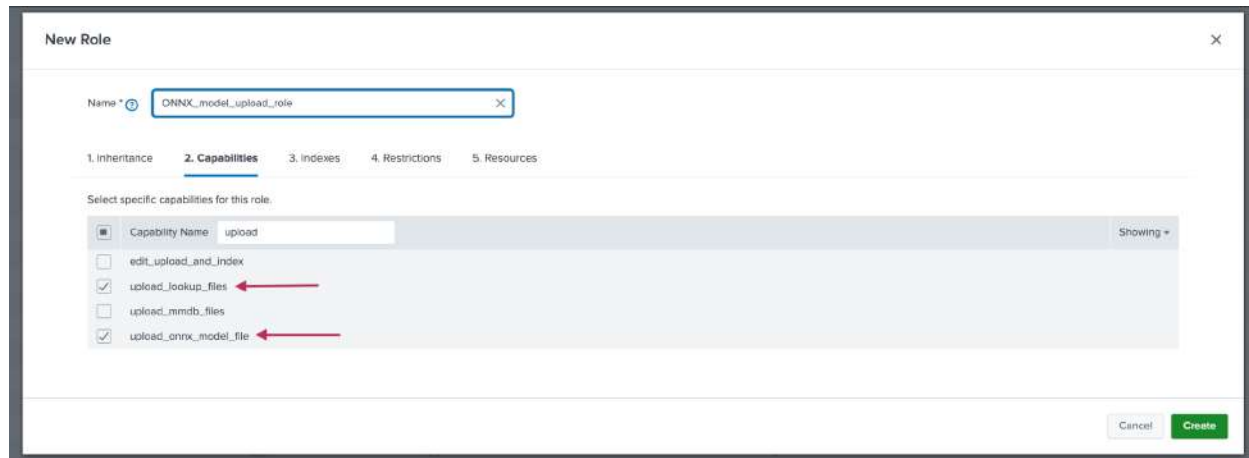 New Role
Name * ONNX_model_upload_role
1. Inheritance 2. Capabilities 3. Indexes 4. Restrictions 5. Resources
Select specific capabilities for this role.
Capability Name upload Showing
edit_upload_and_index
upload_lookup_files
upload_mmdb_files
upload_onnx_model_file
Cancel Create